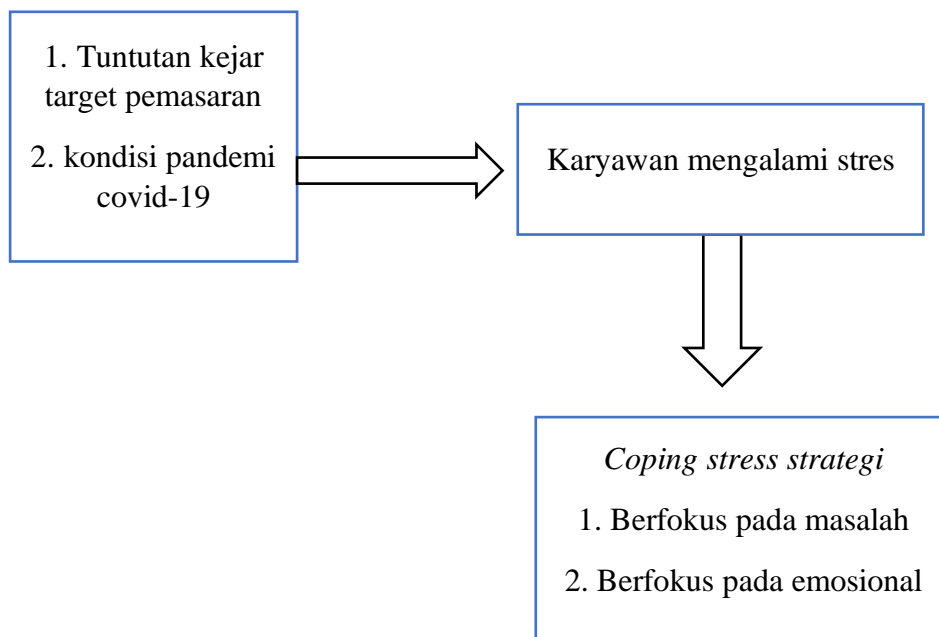 1. Tuntutan kejar
target pemasaran
2. kondisi pandemi
covid-19
Karyawan mengalami stres
Coping stress strategi
1. Berfokus pada masalah
2. Berfokus pada emosional